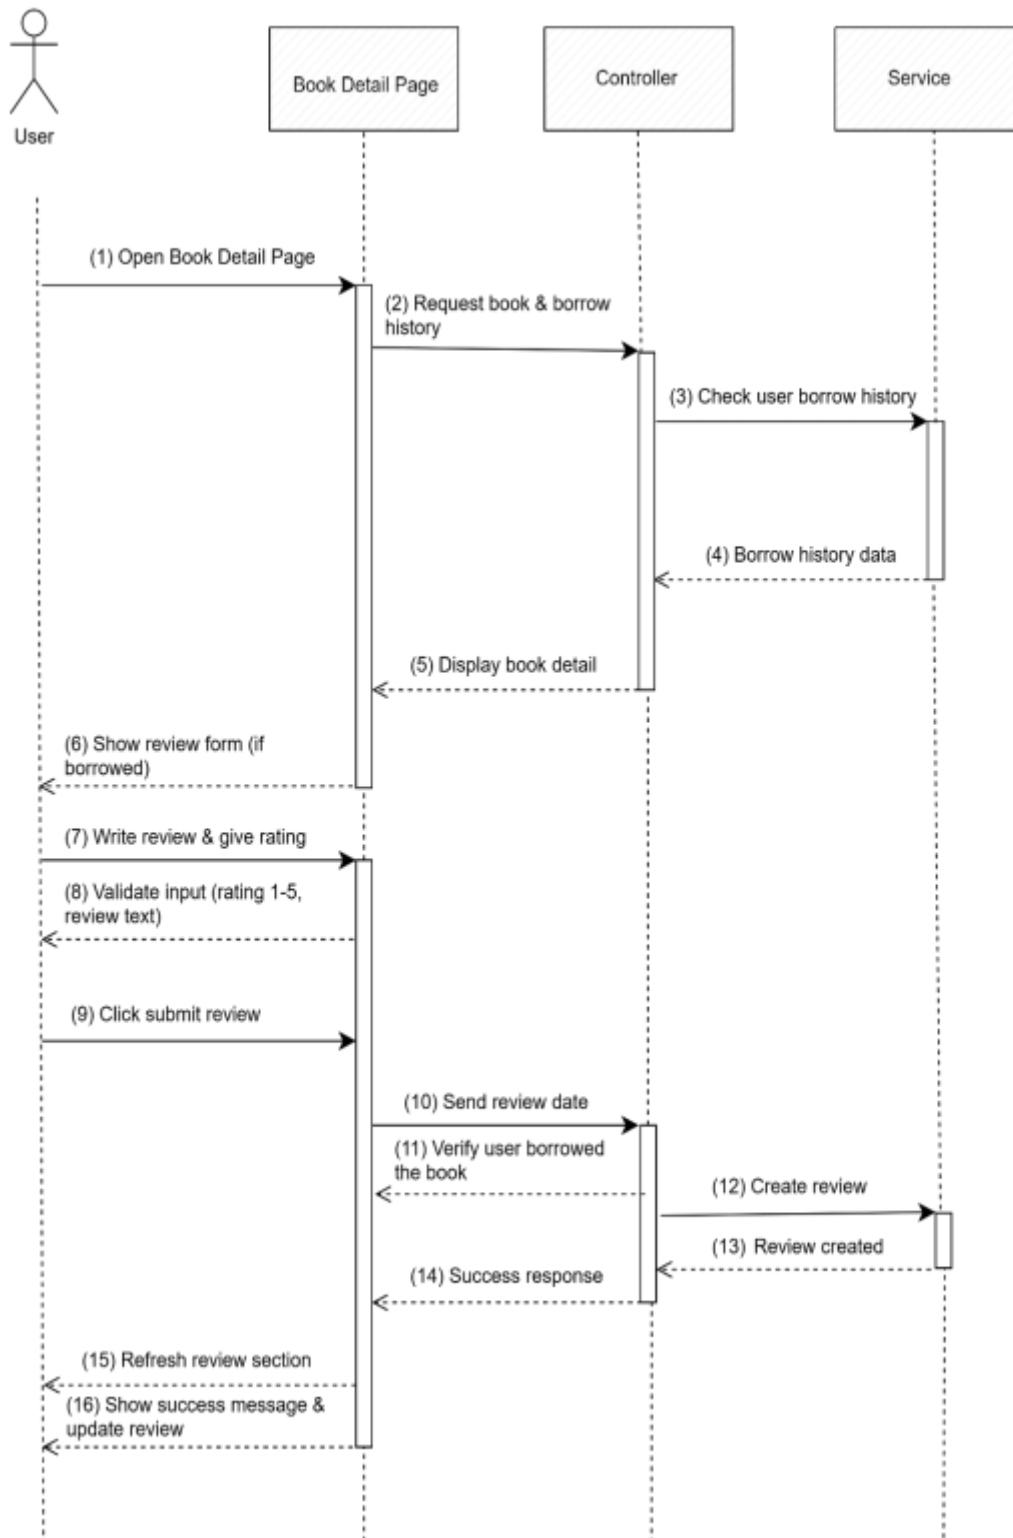 User
Book Detail Page
Controller
Service
(1) Open Book Detail Page
(2) Request book & borrow
history
(3) Check user borrow history
(4) Borrow history data
(5) Display book detail
(6) Show review form (if
borrowed)
(7) Write review & give rating
(8) Validate input (rating 1-5,
review text)
(9) Click submit review
(10) Send review date
(11) Verify user borrowed
the book
(12) Create review
(13) Review created
(14) Success response
(15) Refresh review section
(16) Show success message &
update review